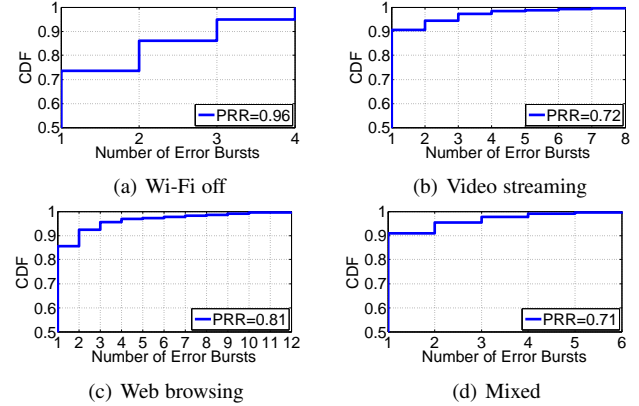 1
0.9
0.8
0.7
0.6
0.5
CDF
1 2 3 4
Number of Error Bursts
PRR=0.96
(a) Wi-Fi off
1
0.9
0.8
0.7
0.6
0.5
CDF
1 2 3 4 5 6 7 8
Number of Error Bursts
PRR=0.72
(b) Video streaming
1
0.9
0.8
0.7
0.6
0.5
CDF
1 2 3 4 5 6 7 8 9 10 11 12
Number of Error Bursts
PRR=0.81
(c) Web browsing
1
0.9
0.8
0.7
0.6
0.5
CDF
1 2 3 4 5 6
Number of Error Bursts
PRR=0.71
(d) Mixed